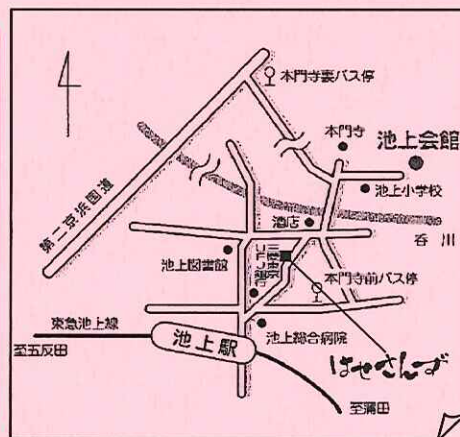 本門寺裏バス停
本門寺
池上会館
池上小学校
第二京浜国道
酒店
呑川
池上図書館
本門寺前バス停
東急池上線
池上駅
池上総合病院
至五反田
はせさんず
至蒲田